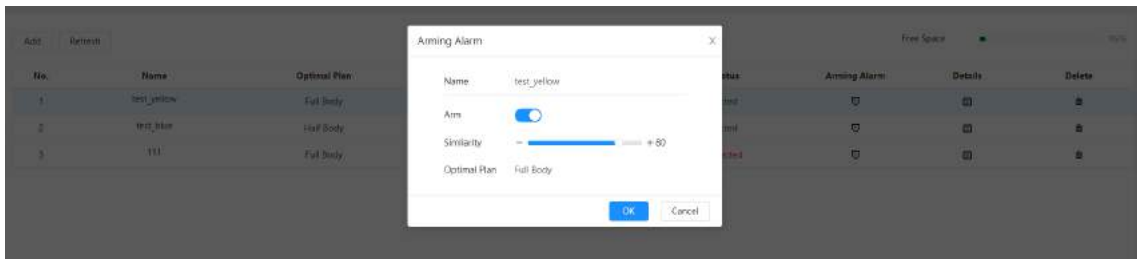 Add Refresh Free Space
No. Name Optimal Plan Arming Alarm Details Delete
1 test_yellow Full Body
2 test_blue Half Body
3 111 Full Body
Arming Alarm X
Name test_yellow
Arm
Similarity − + 80
Optimal Plan Full Body
OK Cancel